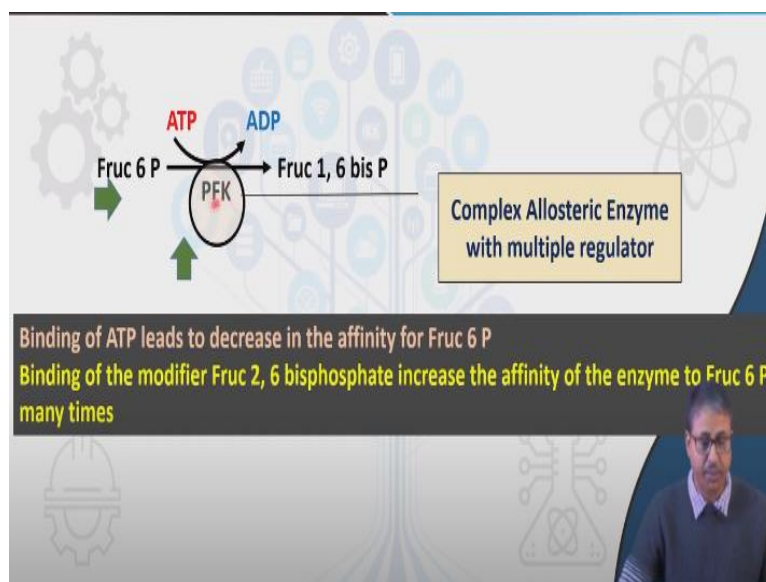 ATP ADP
Fruc 6 P Fruc 1, 6 bis P
PFK
Complex Allosteric Enzyme
with multiple regulator
Binding of ATP leads to decrease in the affinity for Fruc 6 P
Binding of the modifier Fruc 2, 6 bisphosphate increase the affinity of the enzyme to Fruc 6 P
many times